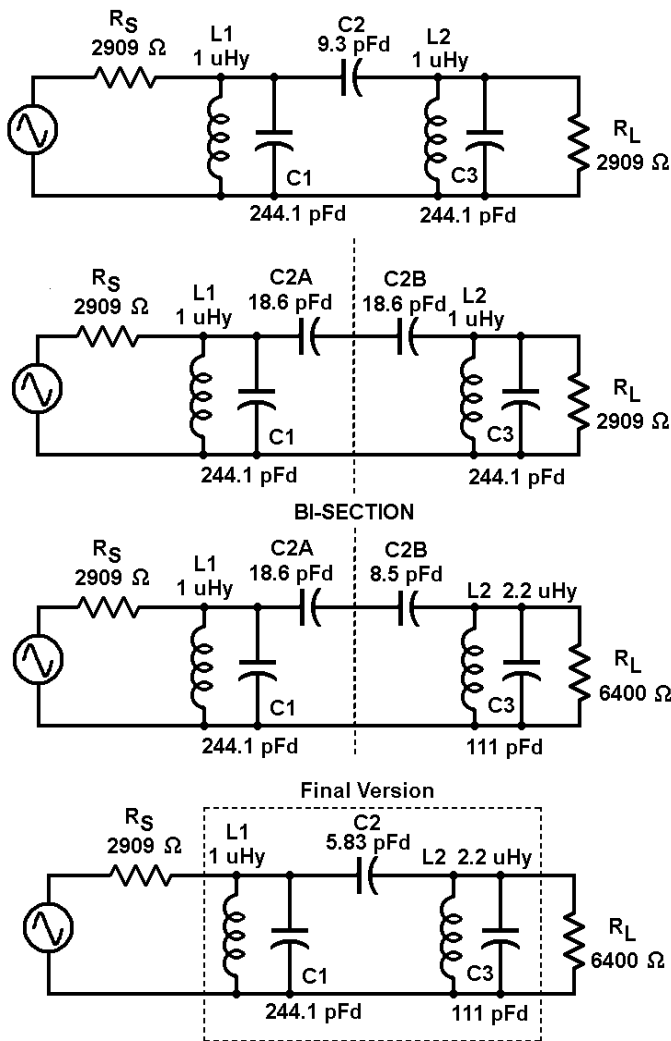 RS
2909 Ω
L1
1 uHy
C2
9.3 pFd
L2
1 uHy
RL
2909 Ω
C1
244.1 pFd
C3
244.1 pFd
RS
2909 Ω
L1
1 uHy
C2A
18.6 pFd
C2B
18.6 pFd
L2
1 uHy
RL
2909 Ω
C1
244.1 pFd
C3
244.1 pFd
BI-SECTION
RS
2909 Ω
L1
1 uHy
C2A
18.6 pFd
C2B
8.5 pFd
L2 2.2 uHy
RL
6400 Ω
C1
244.1 pFd
C3
111 pFd
Final Version
RS
2909 Ω
L1
1 uHy
C2
5.83 pFd
L2 2.2 uHy
RL
6400 Ω
C1
244.1 pFd
C3
111 pFd